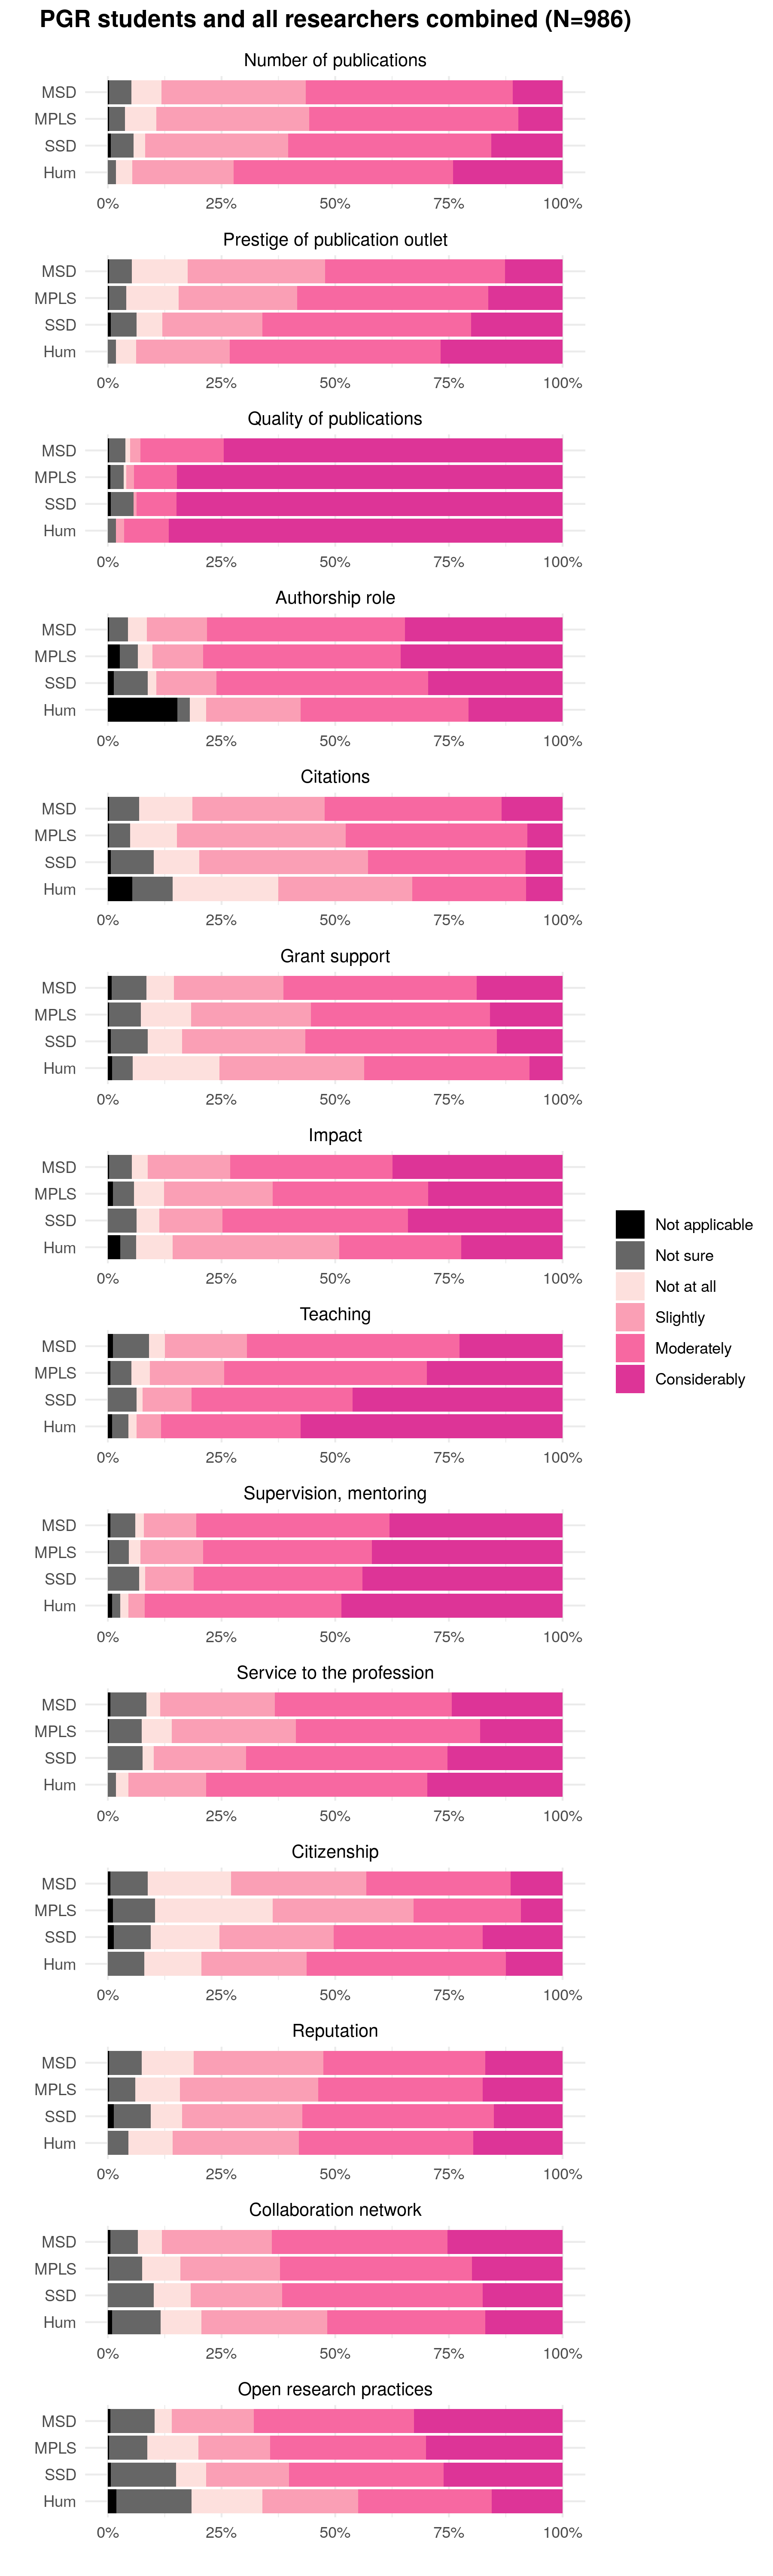 PGR students and all researchers combined (N=986)
Number of publications
MSD
MPLS
SSD
Hum
0% 25% 50% 75% 100%
Prestige of publication outlet
MSD
MPLS
SSD
Hum
0% 25% 50% 75% 100%
Quality of publications
MSD
MPLS
SSD
Hum
0% 25% 50% 75% 100%
Authorship role
MSD
MPLS
SSD
Hum
0% 25% 50% 75% 100%
Citations
MSD
MPLS
SSD
Hum
0% 25% 50% 75% 100%
Grant support
MSD
MPLS
SSD
Hum
0% 25% 50% 75% 100%
Impact
MSD
MPLS
SSD
Hum
0% 25% 50% 75% 100%
Not applicable
Not sure
Not at all
Slightly
Moderately
Considerably
Teaching
MSD
MPLS
SSD
Hum
0% 25% 50% 75% 100%
Supervision, mentoring
MSD
MPLS
SSD
Hum
0% 25% 50% 75% 100%
Service to the profession
MSD
MPLS
SSD
Hum
0% 25% 50% 75% 100%
Citizenship
MSD
MPLS
SSD
Hum
0% 25% 50% 75% 100%
Reputation
MSD
MPLS
SSD
Hum
0% 25% 50% 75% 100%
Collaboration network
MSD
MPLS
SSD
Hum
0% 25% 50% 75% 100%
Open research practices
MSD
MPLS
SSD
Hum
0% 25% 50% 75% 100%